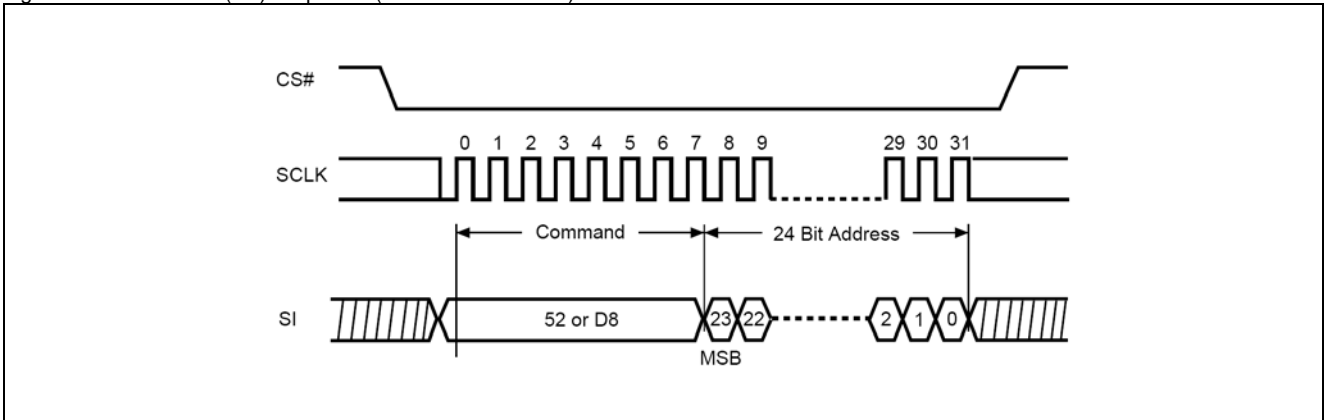 CS#
0 1 2 3 4 5 6 7 8 9 29 30 31
SCLK
Command 24 Bit Address
SI 52 or D8 23 22 2 1 0
MSB